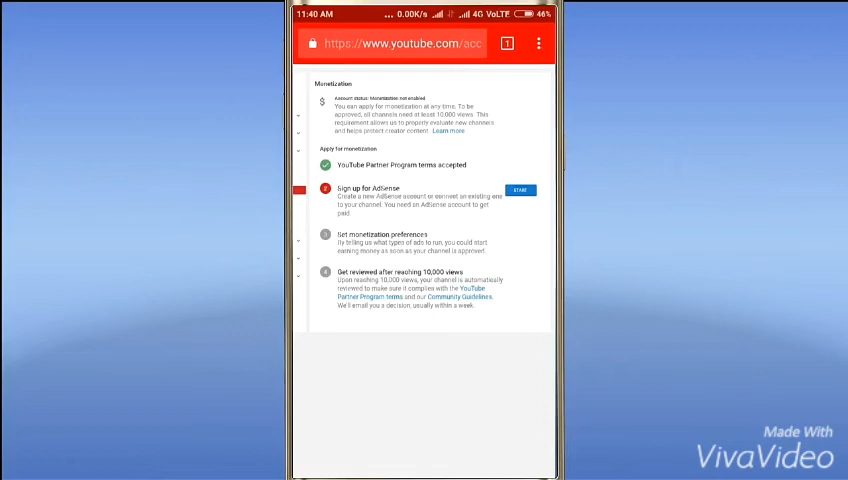 11:40 AM ... 0.00K/s 4G VoLTE 46%
https://www.youtube.com/acc 1
Monetization
Account status: Monetization not enabled
$ You can apply for monetization at any time. To be
approved, all channels need at least 10,000 views. This
requirement allows us to properly evaluate new channels
and helps protect creator content. Learn more
Apply for monetization
YouTube Partner Program terms accepted
2 Sign up for AdSense
START
Create a new AdSense account or connect an existing one
to your channel. You need an AdSense account to get
paid.
3 Set monetization preferences
By telling us what types of ads to run, you could start
earning money as soon as your channel is approved.
4 Get reviewed after reaching 10,000 views
Upon reaching 10,000 views, your channel is automatically
reviewed to make sure it complies with the YouTube
Partner Program terms and our Community Guidelines.
We'll email you a decision, usually within a week.
Made With
VivaVideo